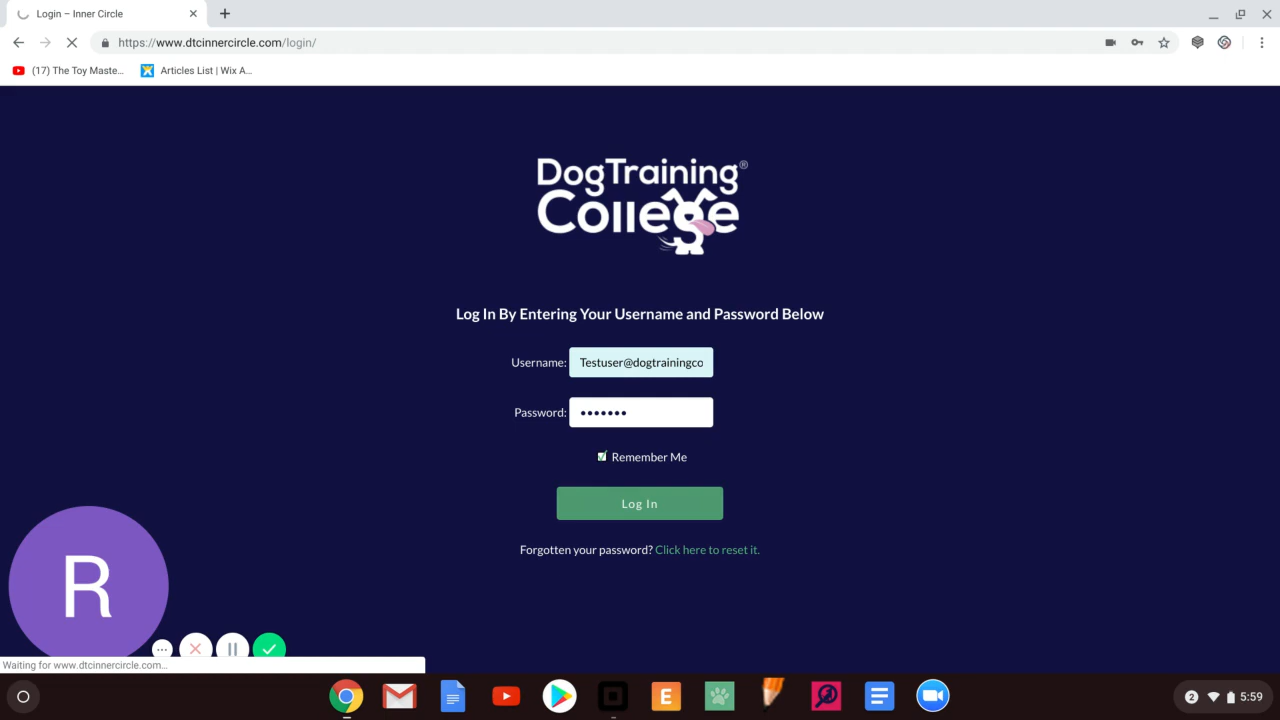 Login – Inner Circle
https://www.dtcinnercircle.com/login/
(17) The Toy Maste...
Articles List | Wix A...
DogTraining®
College
Log In By Entering Your Username and Password Below
Username: Testuser@dogtrainingco
Password: •••••••
Remember Me
Log In
Forgotten your password? Click here to reset it.
R
Waiting for www.dtcinnercircle.com...
E
2
5:59